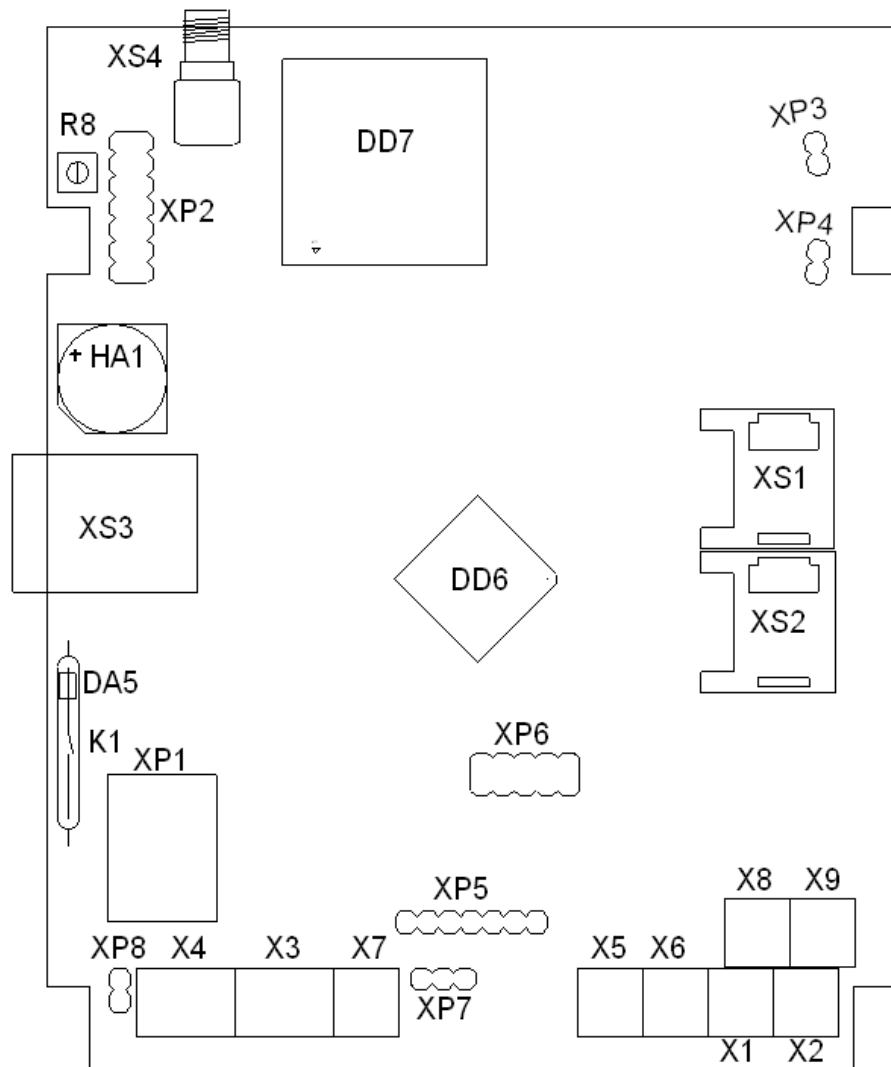 XS4
R8
DD7
XP3
XP2
XP4
+ HA1
XS1
XS3
DD6
XS2
DA5
K1
XP1
XP6
XP5
X8 X9
XP8 X4 X3 X7
X5 X6
XP7
X1 X2